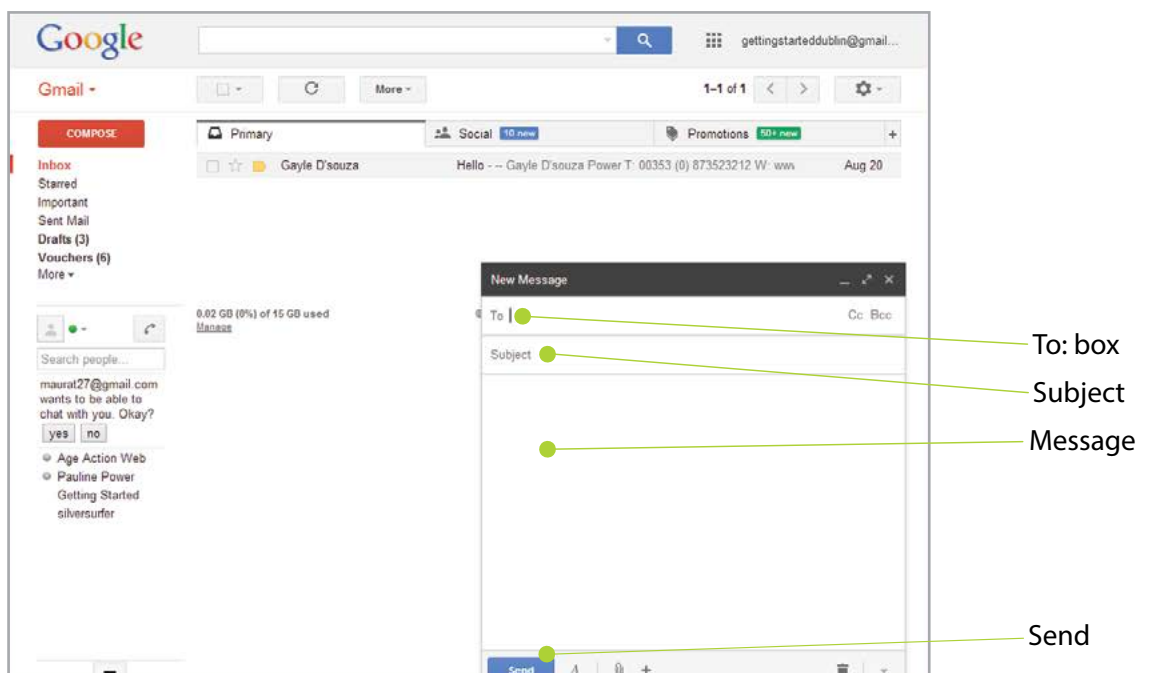 Google
gettingstarteddublin@gmail...
Gmail
More
1–1 of 1
COMPOSE
Primary
Social 10 new
Promotions 50+ new
+
Inbox
Gayle D'souza
Hello - -- Gayle D'souza Power T: 00353 (0) 873523212 W: www
Aug 20
Starred
Important
Sent Mail
Drafts (3)
Vouchers (6)
More
New Message
0.02 GB (0%) of 15 GB used
Manage
To
Cc Bcc
To: box
Search people...
Subject
Subject
maurat27@gmail.com
wants to be able to
chat with you. Okay?
yes no
Message
Age Action Web
Pauline Power
Getting Started
silversurfer
Send
Send